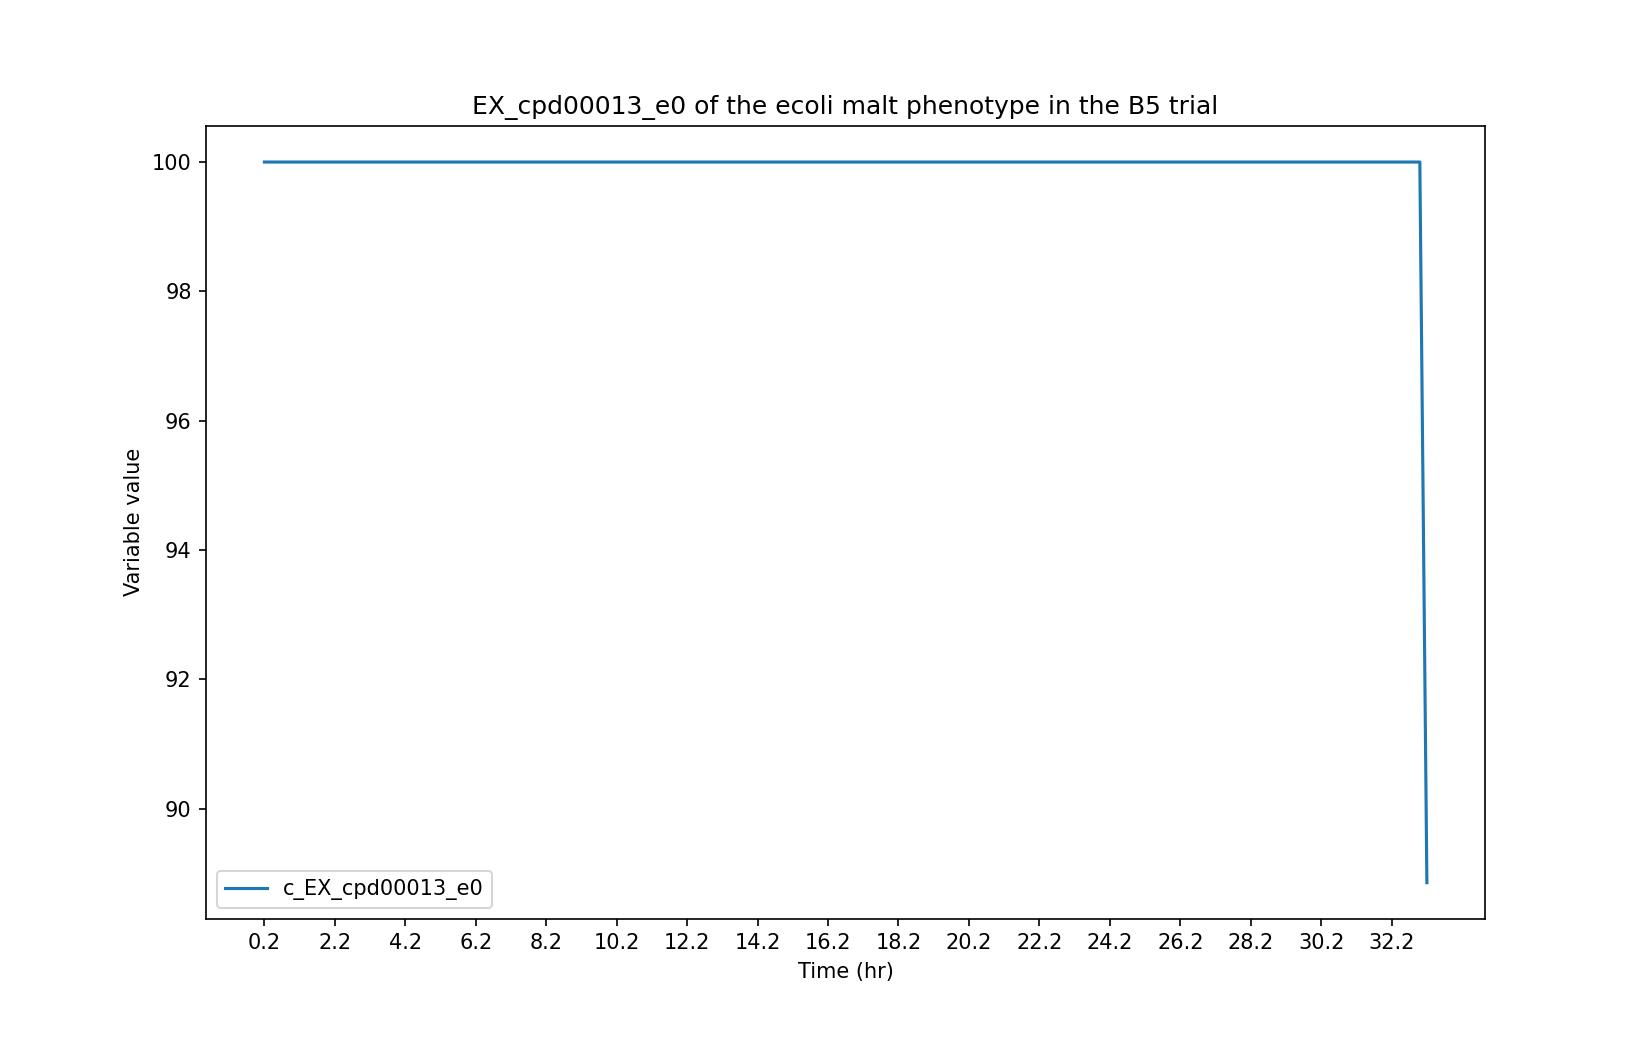 EX_cpd00013_e0 of the ecoli malt phenotype in the B5 trial
100
98
96
94
92
90
Variable value
c_EX_cpd00013_e0
0.2 2.2 4.2 6.2 8.2 10.2 12.2 14.2 16.2 18.2 20.2 22.2 24.2 26.2 28.2 30.2 32.2
Time (hr)